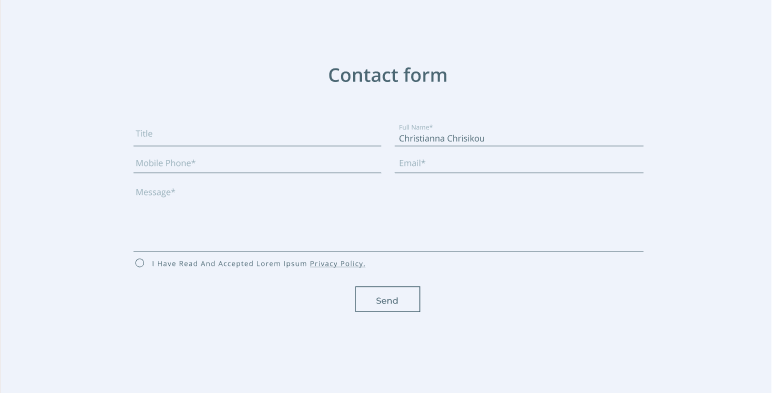 Contact form
Title
Full Name*
Christianna Chrisikou
Mobile Phone*
Email*
Message*
I Have Read And Accepted Lorem Ipsum Privacy Policy.
Send